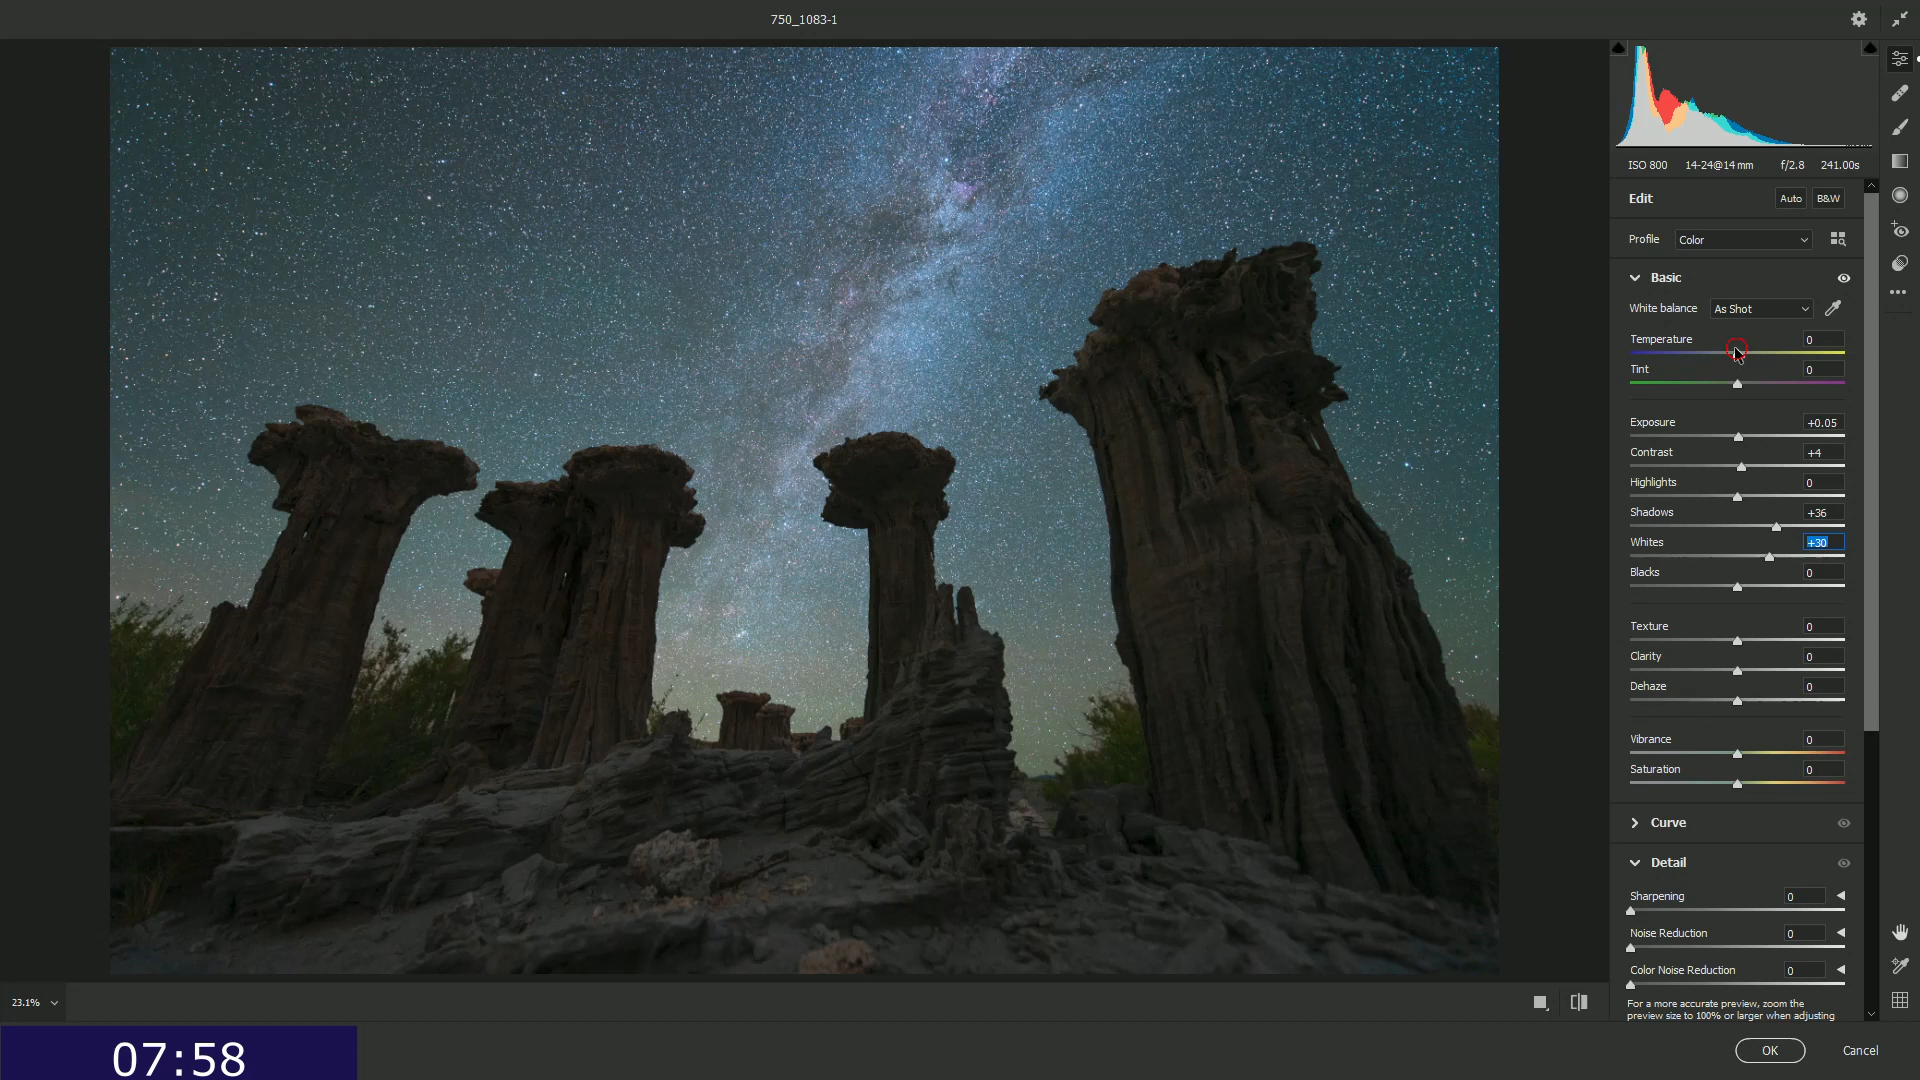 750_1083-1
ISO 800 14-24@14 mm f/2.8 241.00s
Edit Auto B&W
Profile Color
Basic
White balance As Shot
Temperature 0
Tint 0
Exposure +0.05
Contrast +4
Highlights 0
Shadows +36
Whites +30
Blacks 0
Texture 0
Clarity 0
Dehaze 0
Vibrance 0
Saturation 0
Curve
Detail
Sharpening 0
Noise Reduction 0
Color Noise Reduction 0
For a more accurate preview, zoom the
preview size to 100% or larger when adjusting
23.1%
07:58
OK Cancel